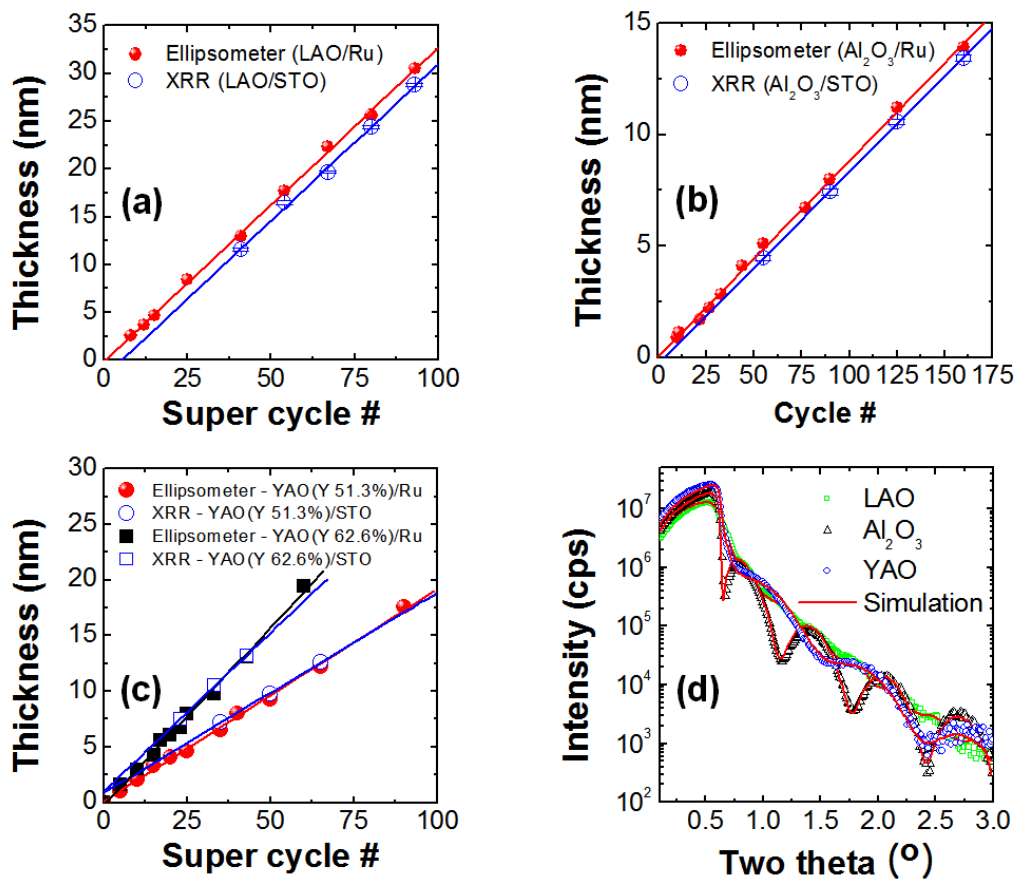 35
30
25
20
15
10
5
0
Thickness (nm)
Ellipsometer (LAO/Ru)
XRR (LAO/STO)
(a)
0 25 50 75 100
Super cycle #
15
10
5
0
Thickness (nm)
Ellipsometer (Al₂O₃/Ru)
XRR (Al₂O₃/STO)
(b)
0 25 50 75 100 125 150 175
Cycle #
30
25
20
15
10
5
0
Thickness (nm)
Ellipsometer - YAO(Y 51.3%)/Ru
XRR - YAO(Y 51.3%)/STO
Ellipsometer - YAO(Y 62.6%)/Ru
XRR - YAO(Y 62.6%)/STO
(c)
0 25 50 75 100
Super cycle #
10⁷
10⁶
10⁵
10⁴
10³
10²
Intensity (cps)
LAO
Al₂O₃
YAO
Simulation
(d)
0.5 1.0 1.5 2.0 2.5 3.0
Two theta (º)